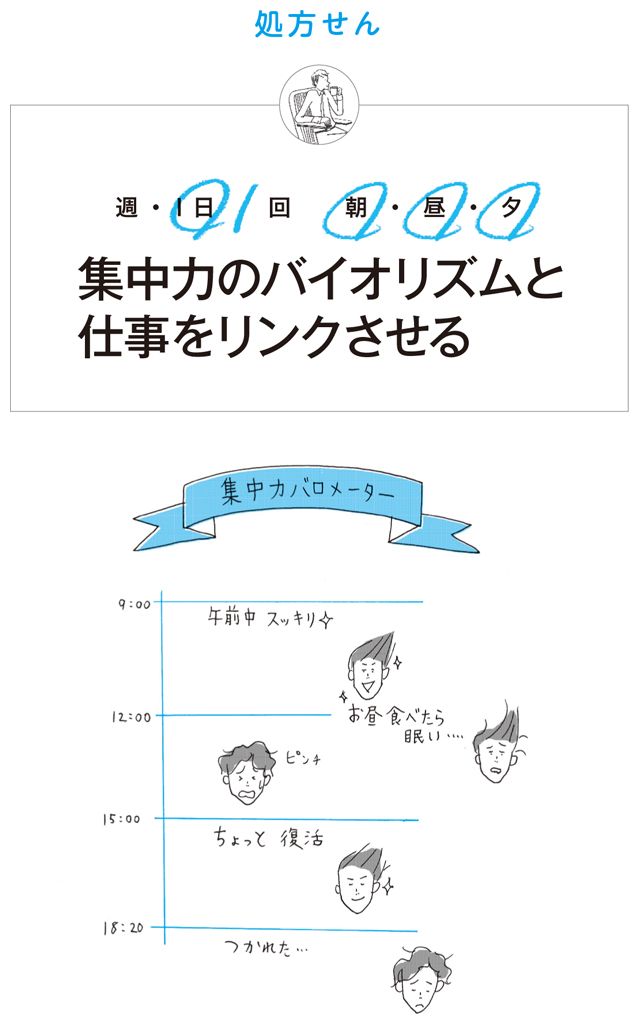 処方せん
週・1日 1回 朝・昼・夕
集中力のバイオリズムと
仕事をリンクさせる
集中力バロメーター
9:00
午前中 スッキリ
12:00
お昼食べたら
眠い....
ピンチ
15:00
ちょっと 復活
18:20
つかれた…